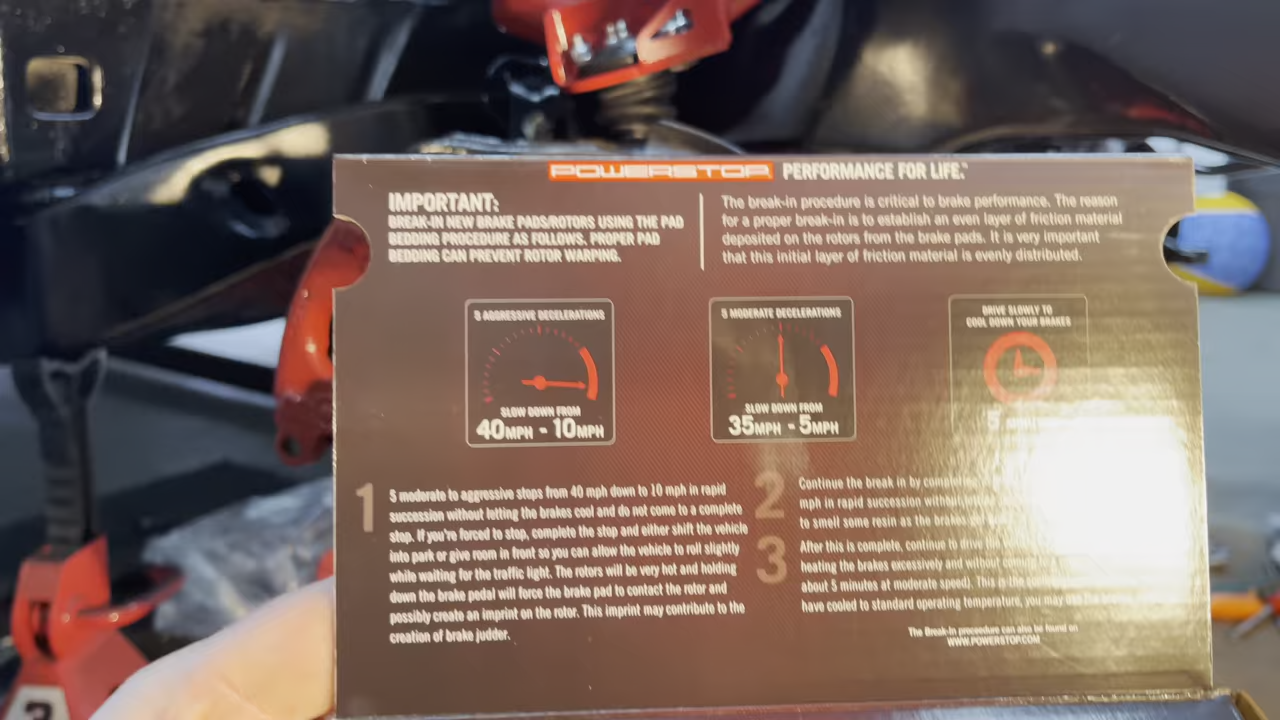 POWERSTOP PERFORMANCE FOR LIFE.™
IMPORTANT:
BREAK-IN NEW BRAKE PADS/ROTORS USING THE PAD
BEDDING PROCEDURE AS FOLLOWS. PROPER PAD
BEDDING CAN PREVENT ROTOR WARPING.
The break-in procedure is critical to brake performance. The reason
for a proper break-in is to establish an even layer of friction material
deposited on the rotors from the brake pads. It is very important
that this initial layer of friction material is evenly distributed.
5 AGGRESSIVE DECELERATIONS
SLOW DOWN FROM
40MPH - 10MPH
5 MODERATE DECELERATIONS
SLOW DOWN FROM
35MPH - 5MPH
DRIVE SLOWLY TO
COOL DOWN YOUR BRAKES
5
1
5 moderate to aggressive stops from 40 mph down to 10 mph in rapid
succession without letting the brakes cool and do not come to a complete
stop. If you're forced to stop, complete the stop and either shift the vehicle
into park or give room in front so you can allow the vehicle to roll slightly
while waiting for the traffic light. The rotors will be very hot and holding
down the brake pedal will force the brake pad to contact the rotor and
possibly create an imprint on the rotor. This imprint may contribute to the
creation of brake judder.
2
Continue the break in by
mph in rapid succession without
to smell some resin as the brakes
3
After this is complete, continue to drive
heating the brakes excessively and without
about 5 minutes at moderate speed). This is the
have cooled to standard operating temperature, you may
The Break-In procedure can also be found on
WWW.POWERSTOP.COM
3